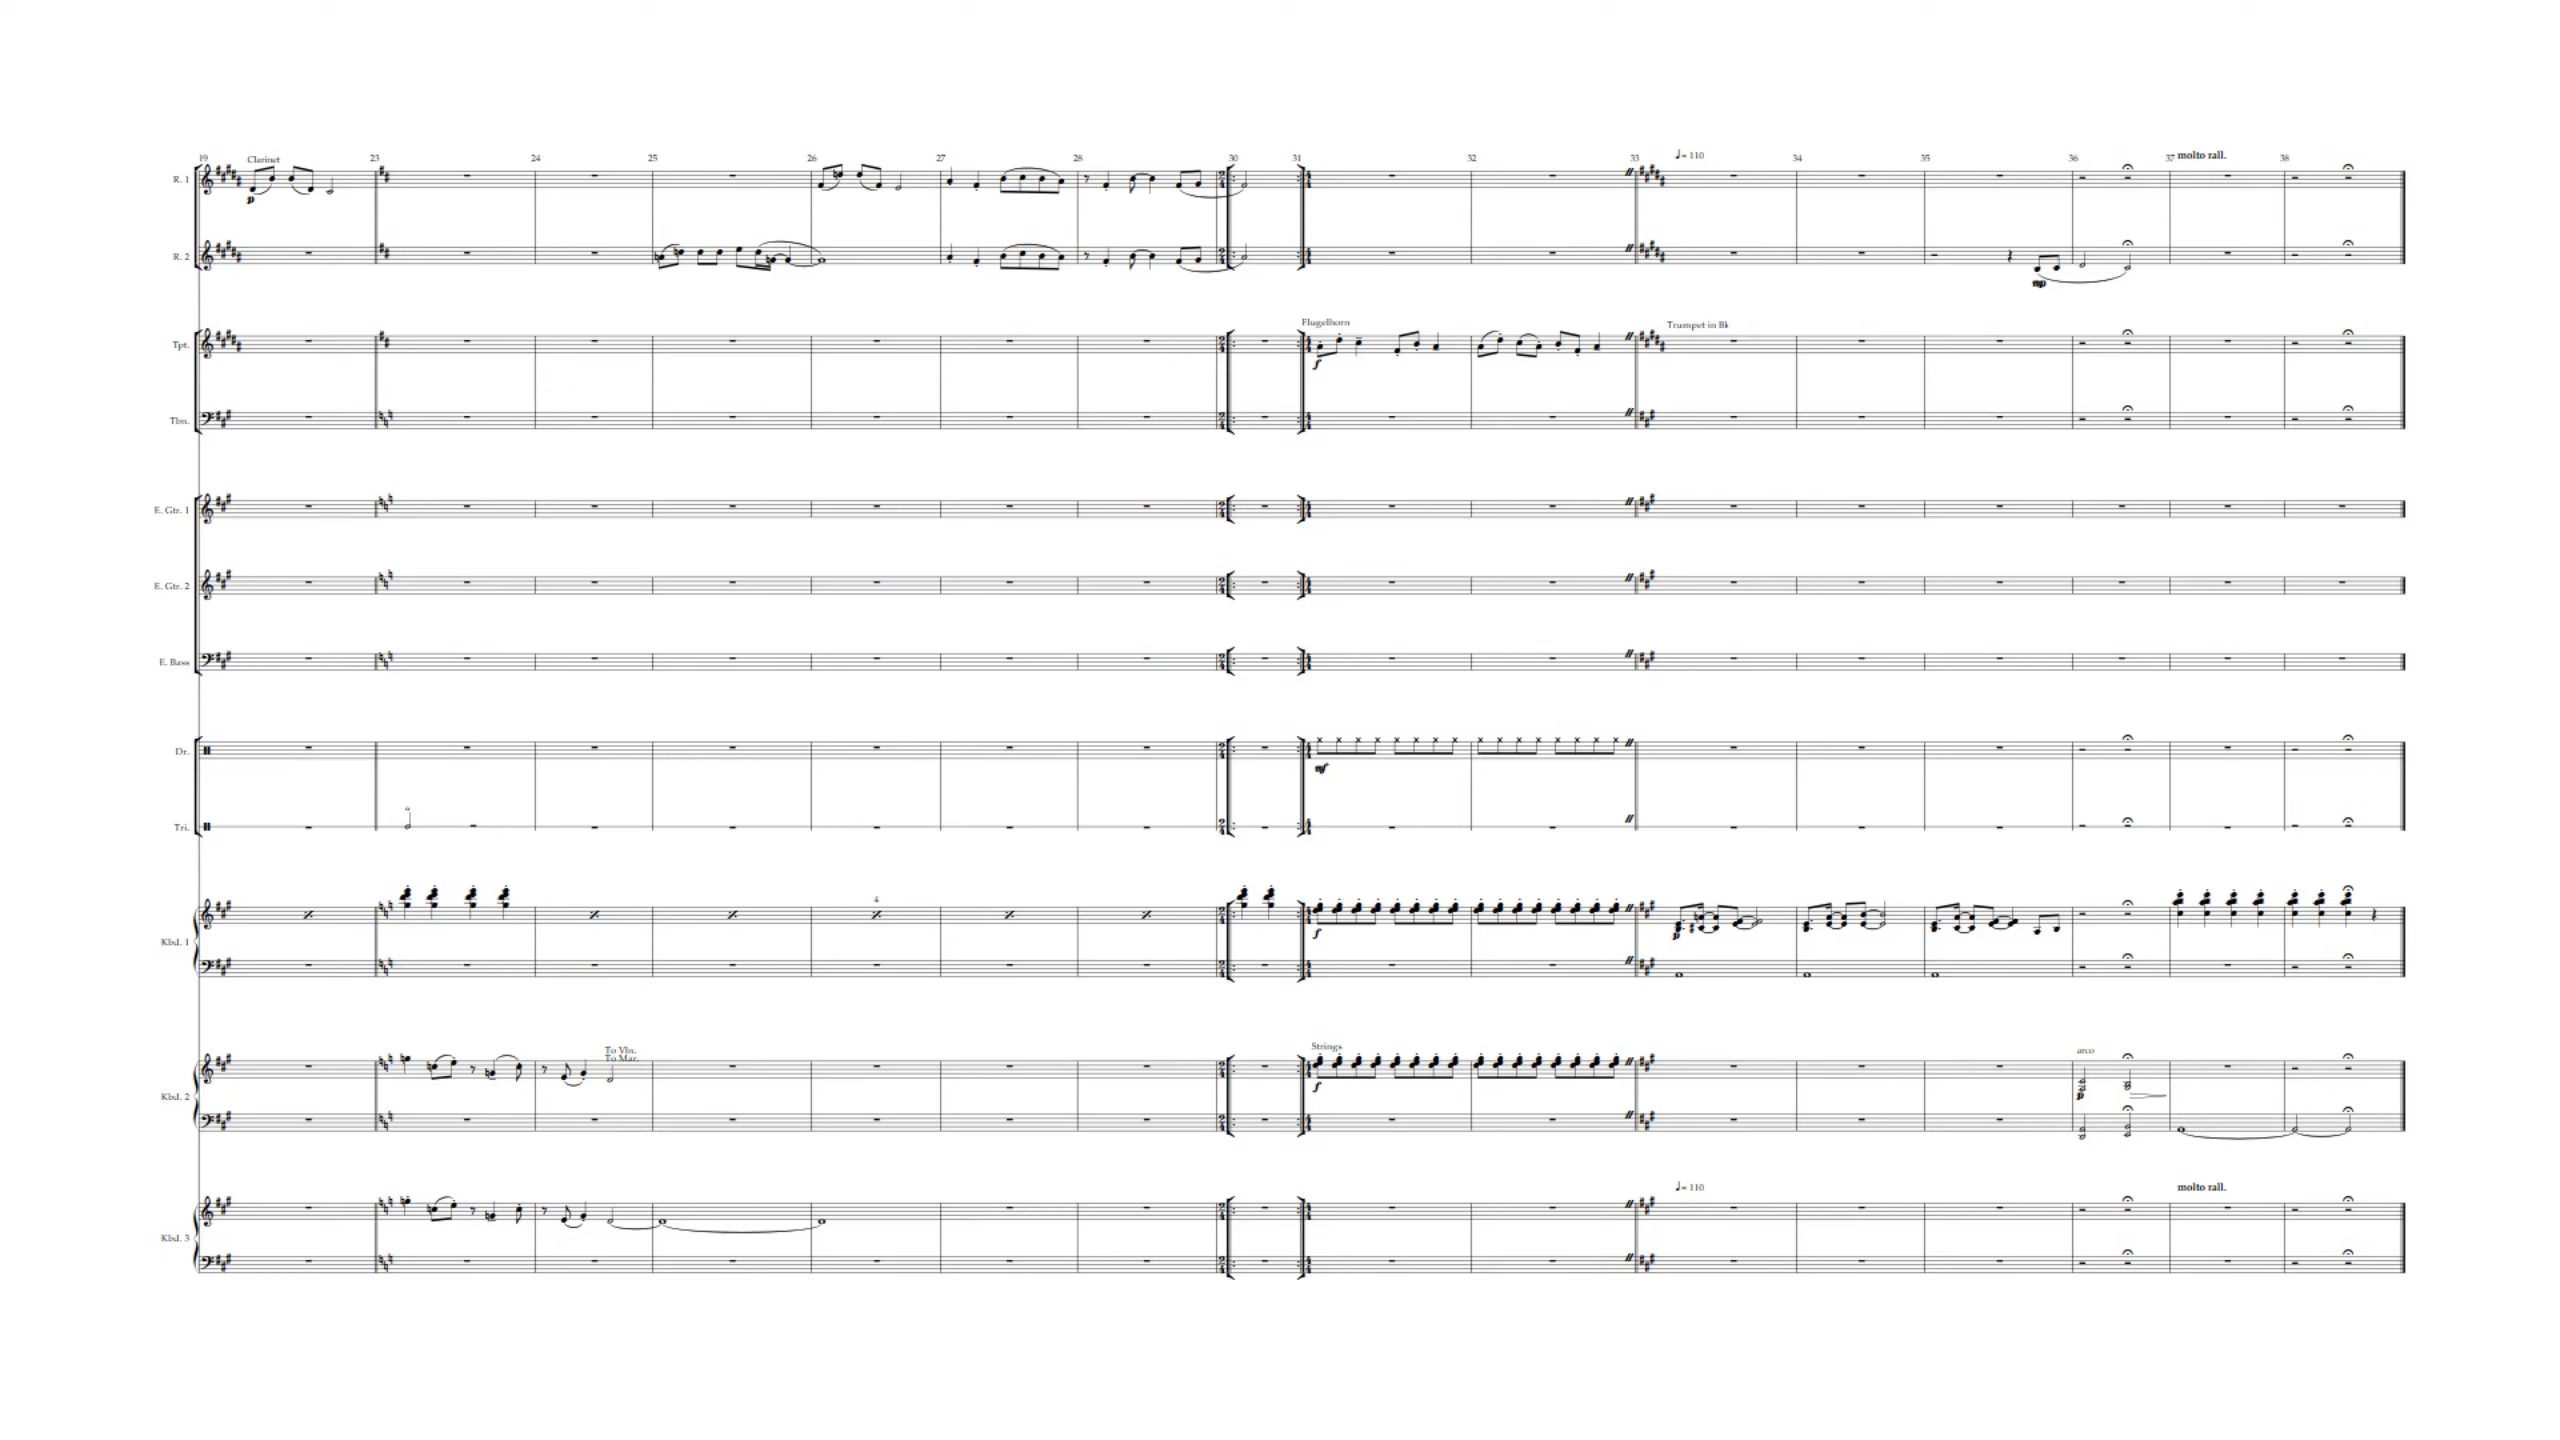 19 23 24 25 26 27 28 30 31 32 33 ♩= 110 34 35 36 37 molto rall. 38
Clarinet
R. 1
p
R. 2
mp
Flugelhorn Trumpet in B♭
Tpt.
f
Tbn.
E. Gtr. 1
E. Gtr. 2
E. Bass
Dr.
mf
Tri.
4
Kbd. 1
f p
To Vln. Strings arco
To Mar.
f p
Kbd. 2
♩= 110 molto rall.
Kbd. 3